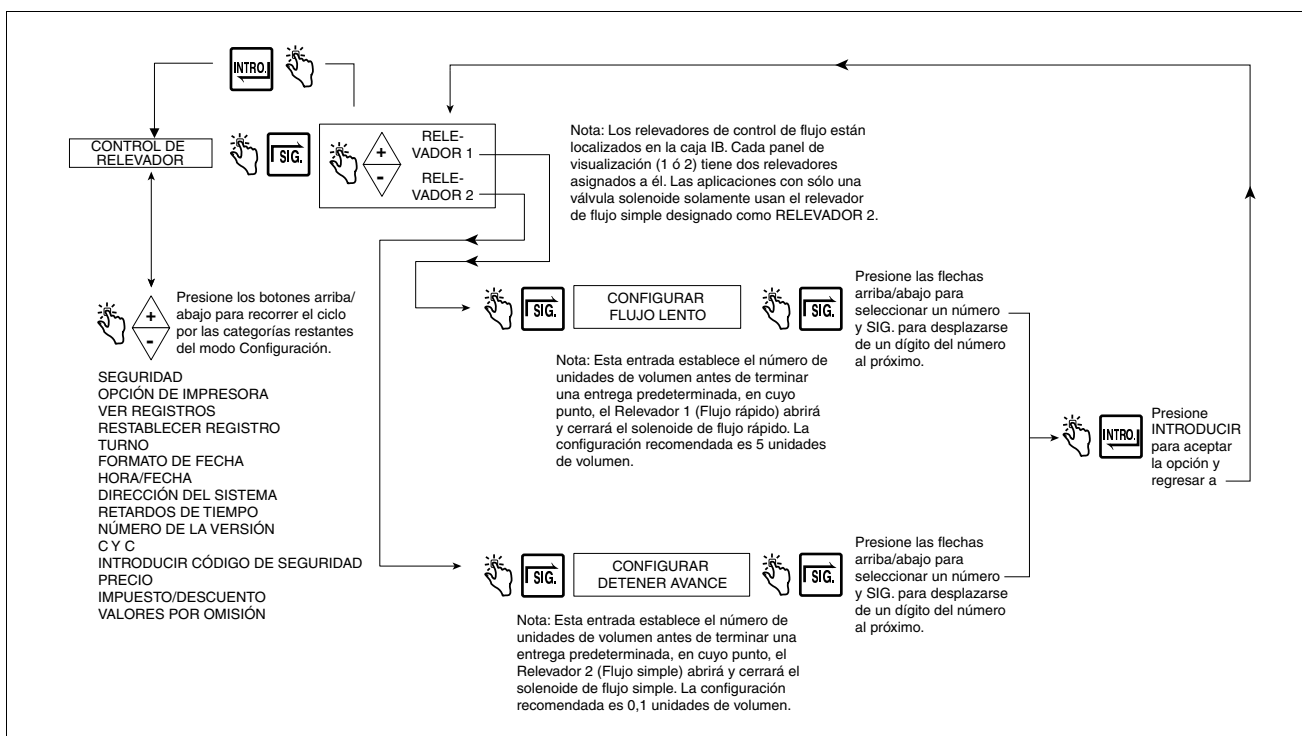 INTRO.
CONTROL DE
RELEVADOR
SIG.
+
-
RELE-
VADOR 1
RELE-
VADOR 2
Nota: Los relevadores de control de flujo están
localizados en la caja IB. Cada panel de
visualización (1 ó 2) tiene dos relevadores
asignados a él. Las aplicaciones con sólo una
válvula solenoide solamente usan el relevador
de flujo simple designado como RELEVADOR 2.
+
-
Presione los botones arriba/
abajo para recorrer el ciclo
por las categorías restantes
del modo Configuración.
SEGURIDAD
OPCIÓN DE IMPRESORA
VER REGISTROS
RESTABLECER REGISTRO
TURNO
FORMATO DE FECHA
HORA/FECHA
DIRECCIÓN DEL SISTEMA
RETARDOS DE TIEMPO
NÚMERO DE LA VERSIÓN
C Y C
INTRODUCIR CÓDIGO DE SEGURIDAD
PRECIO
IMPUESTO/DESCUENTO
VALORES POR OMISIÓN
SIG.
CONFIGURAR
FLUJO LENTO
SIG.
Presione las flechas
arriba/abajo para
seleccionar un número
y SIG. para desplazarse
de un dígito del número
al próximo.
Nota: Esta entrada establece el número de
unidades de volumen antes de terminar
una entrega predeterminada, en cuyo
punto, el Relevador 1 (Flujo rápido) abrirá
y cerrará el solenoide de flujo rápido. La
configuración recomendada es 5 unidades
de volumen.
INTRO.
Presione
INTRODUCIR
para aceptar
la opción y
regresar a
SIG.
CONFIGURAR
DETENER AVANCE
SIG.
Presione las flechas
arriba/abajo para
seleccionar un número
y SIG. para desplazarse
de un dígito del número
al próximo.
Nota: Esta entrada establece el número de
unidades de volumen antes de terminar una
entrega predeterminada, en cuyo punto, el
Relevador 2 (Flujo simple) abrirá y cerrará el
solenoide de flujo simple. La configuración
recomendada es 0,1 unidades de volumen.